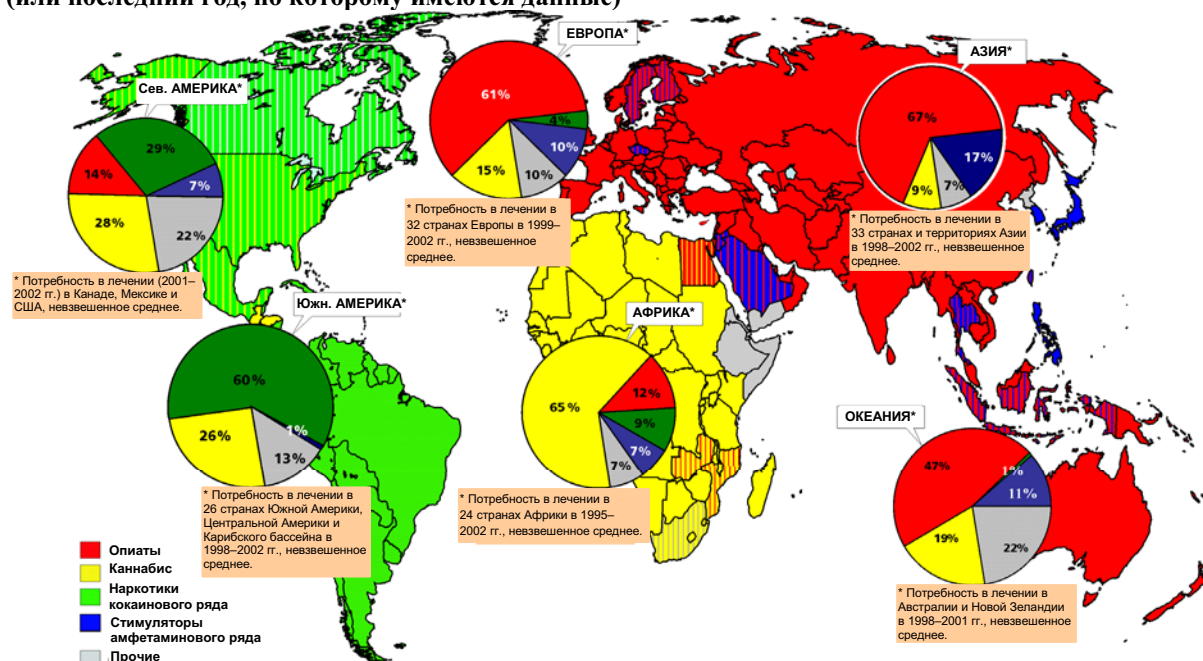 (или последний год, по которому имеются данные)
Сев. АМЕРИКА*
29%
14%
7%
28%
22%
* Потребность в лечении (2001–
2002 гг.) в Канаде, Мексике и
США, невзвешенное среднее.
ЕВРОПА*
61%
4%
10%
15%
10%
* Потребность в лечении в
32 странах Европы в 1999–
2002 гг., невзвешенное
среднее.
АЗИЯ*
67%
17%
9%
7%
* Потребность в лечении в
33 странах и территориях Азии
в 1998–2002 гг., невзвешенное
среднее.
Южн. АМЕРИКА*
60%
1%
26%
13%
* Потребность в лечении в
26 странах Южной Америки,
Центральной Америки и
Карибского бассейна в
1998–2002 гг., невзвешенное
среднее.
АФРИКА*
65%
12%
9%
7%
7%
* Потребность в лечении в
24 странах Африки в 1995–
2002 гг., невзвешенное среднее.
ОКЕАНИЯ*
47%
1%
11%
19%
22%
* Потребность в лечении в
Австралии и Новой Зеландии
в 1998–2001 гг., невзвешенное
среднее.
Опиаты
Каннабис
Наркотики
кокаинового ряда
Стимуляторы
амфетаминового ряда
Прочие